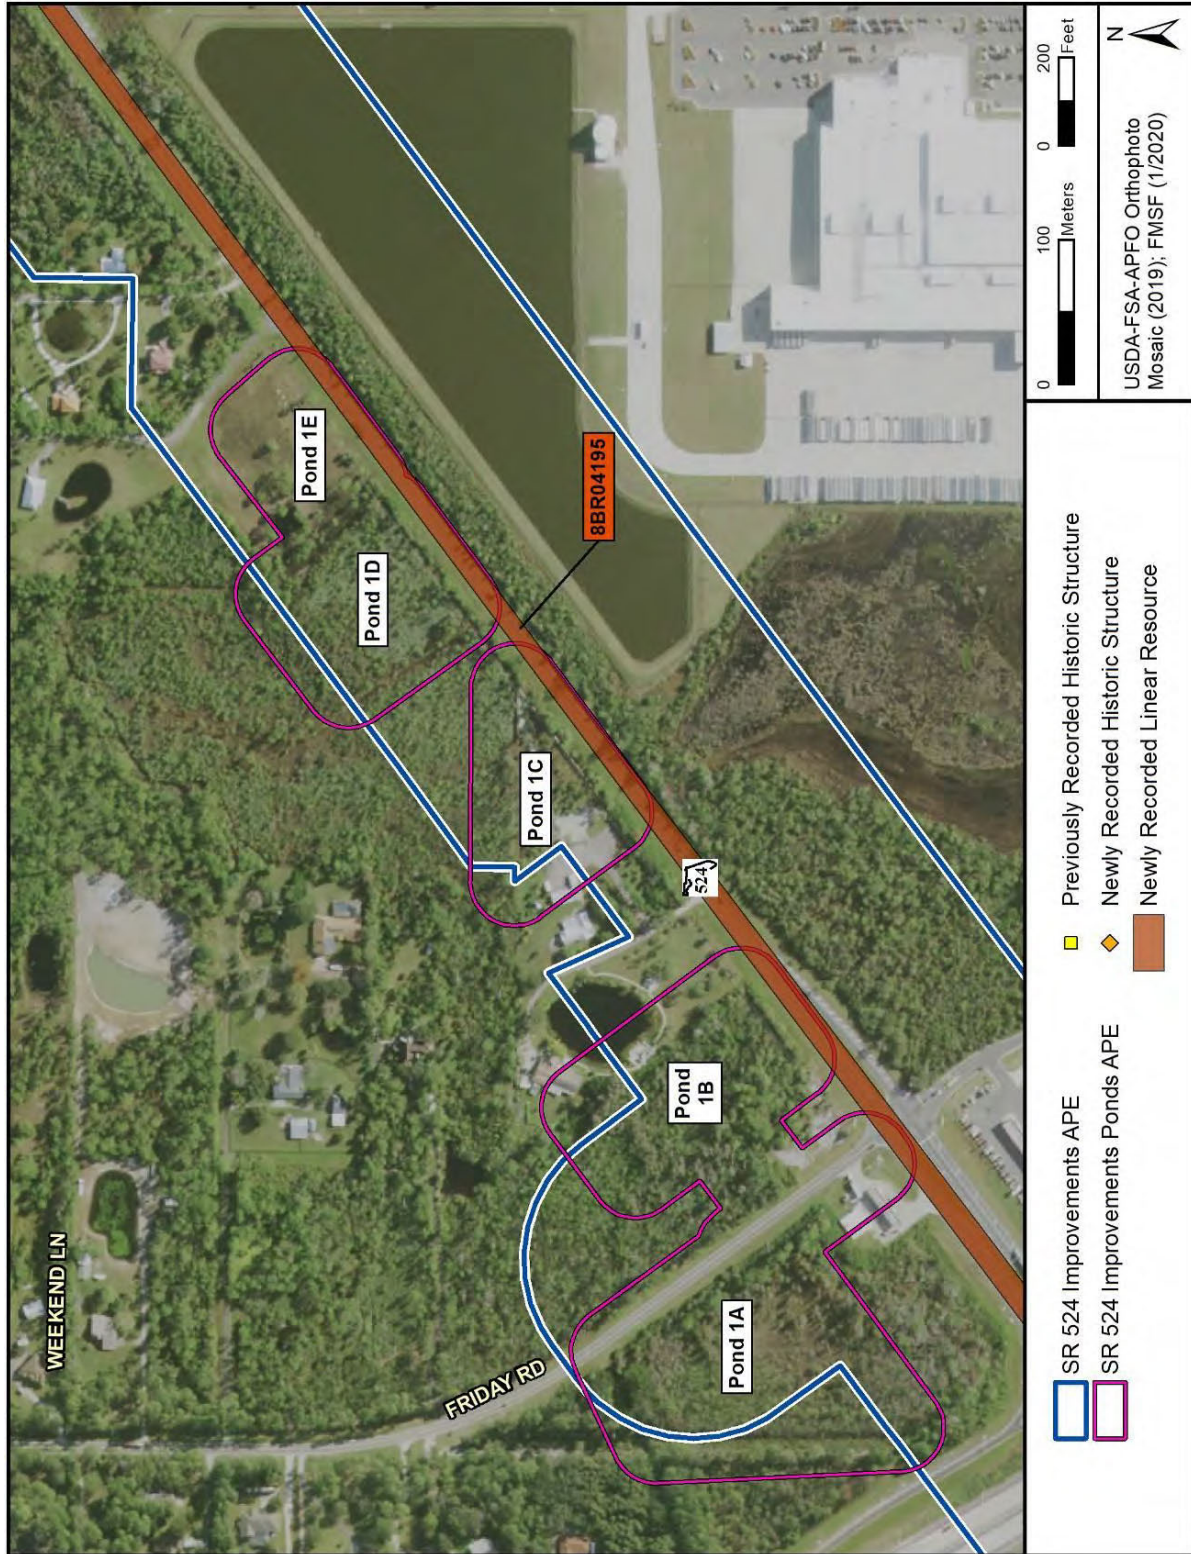 WEEKEND LN
FRIDAY RD
Pond 1A
Pond
1B
Pond 1C
Pond 1D
Pond 1E
524
8BR04195
SR 524 Improvements APE
SR 524 Improvements Ponds APE
Previously Recorded Historic Structure
Newly Recorded Historic Structure
Newly Recorded Linear Resource
0 100
Meters
0 200
Feet
USDA-FSA-APFO Orthophoto
Mosaic (2019); FMSF (1/2020)
N